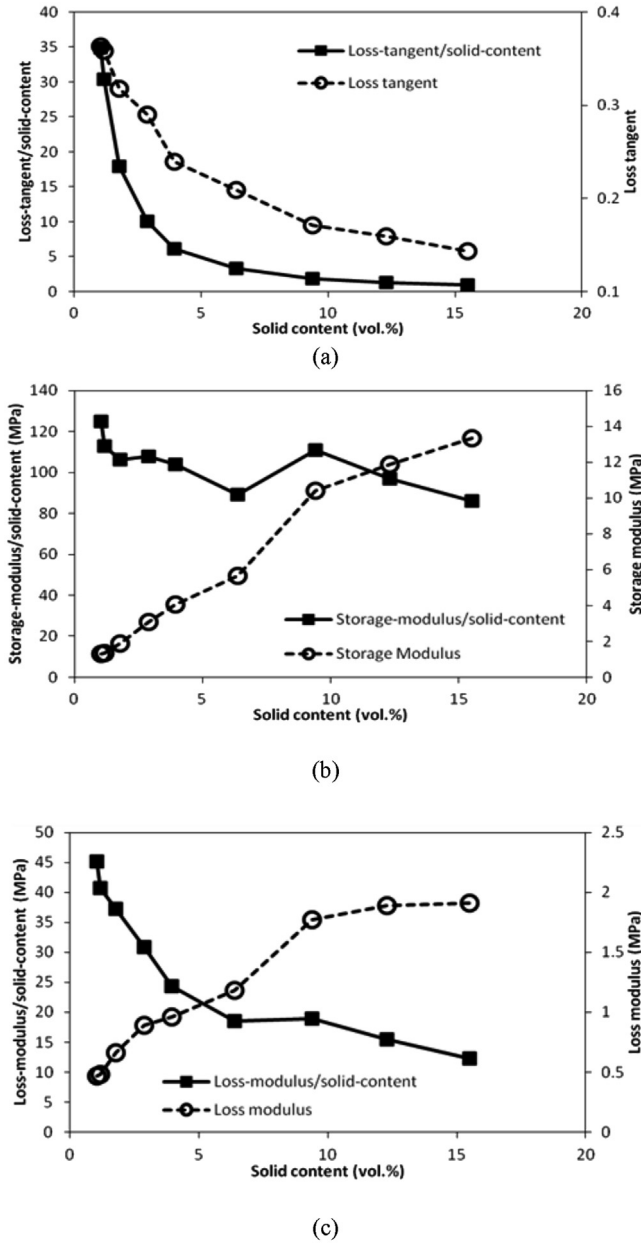 40
35
30
25
20
15
10
5
0
Loss-tangent/solid-content
0.4
0.3
0.2
0.1
Loss tangent
Loss-tangent/solid-content
Loss tangent
0 5 10 15 20
Solid content (vol.%)
(a)
140
120
100
80
60
40
20
0
Storage-modulus/solid-content (MPa)
16
14
12
10
8
6
4
2
0
Storage modulus (MPa)
Storage-modulus/solid-content
Storage Modulus
0 5 10 15 20
Solid content (vol.%)
(b)
50
45
40
35
30
25
20
15
10
5
0
Loss-modulus/solid-content (MPa)
2.5
2
1.5
1
0.5
0
Loss modulus (MPa)
Loss-modulus/solid-content
Loss modulus
0 5 10 15 20
Solid content (vol.%)
(c)